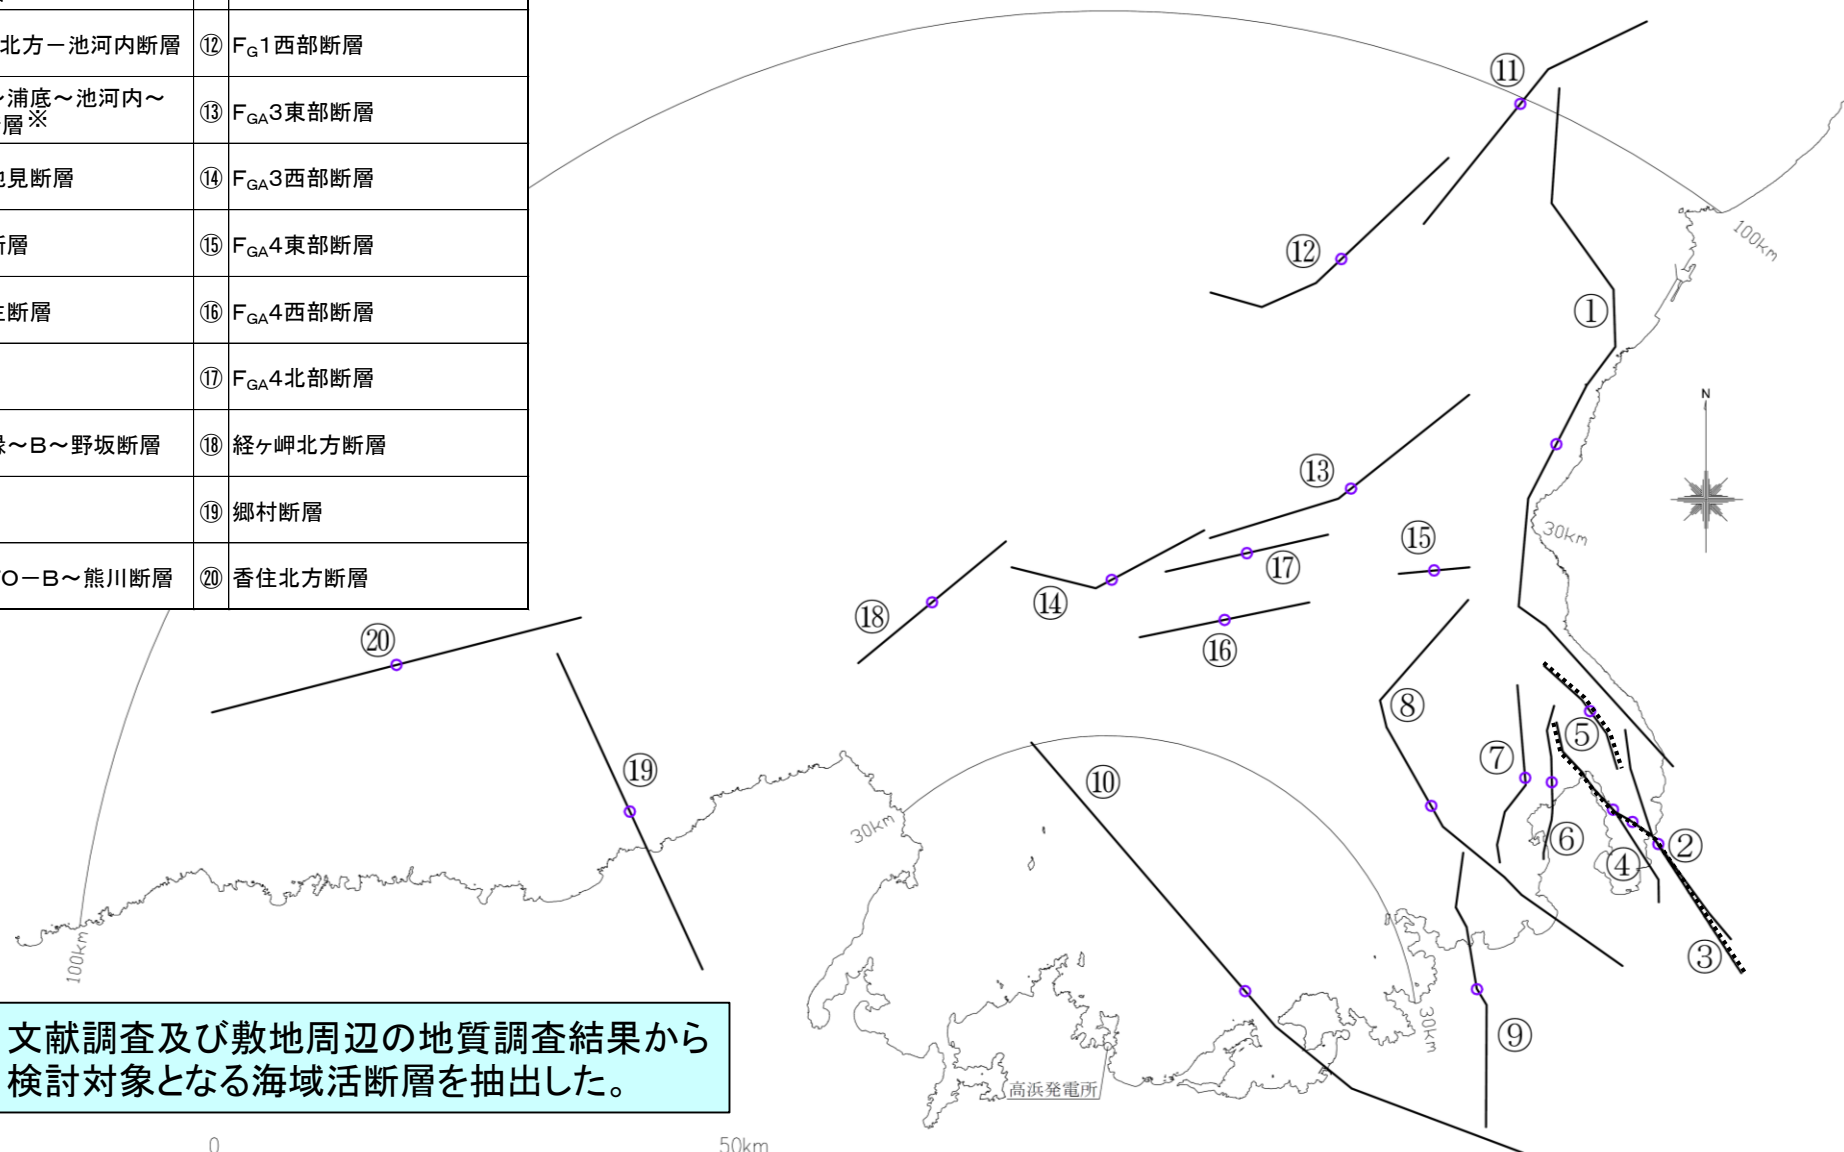 北方－池河内断層 ⑫ FG1西部断層
～浦底～池河内～
断層※ ⑬ FGA3東部断層
地見断層 ⑭ FGA3西部断層
断層 ⑮ FGA4東部断層
断層 ⑯ FGA4西部断層
⑰ FGA4北部断層
縁～B～野坂断層 ⑱ 経ヶ岬北方断層
⑲ 郷村断層
O－B～熊川断層 ⑳ 香住北方断層
⑪
⑫
①
100km
N
⑬
30km
⑮
⑰
⑭
⑱
⑯
⑳
⑧
⑤
⑦
⑲
⑩
30km
⑥
②
④
100km
③
30km
⑨
文献調査及び敷地周辺の地質調査結果から
検討対象となる海域活断層を抽出した。
高浜発電所
0 50km